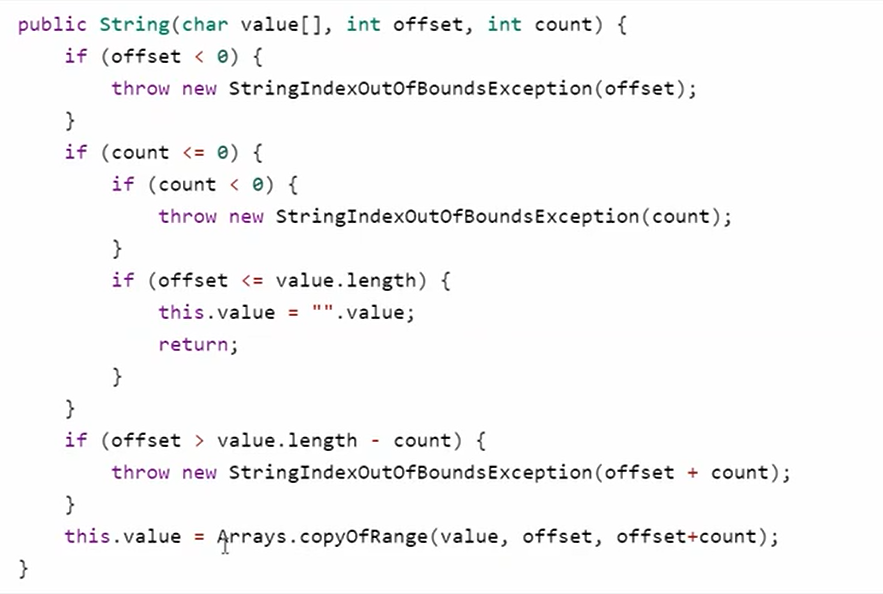 public String(char value[], int offset, int count) {
    if (offset < 0) {
        throw new StringIndexOutOfBoundsException(offset);
    }
    if (count <= 0) {
        if (count < 0) {
            throw new StringIndexOutOfBoundsException(count);
        }
        if (offset <= value.length) {
            this.value = "".value;
            return;
        }
    }
    if (offset > value.length - count) {
        throw new StringIndexOutOfBoundsException(offset + count);
    }
    this.value = Arrays.copyOfRange(value, offset, offset+count);
}